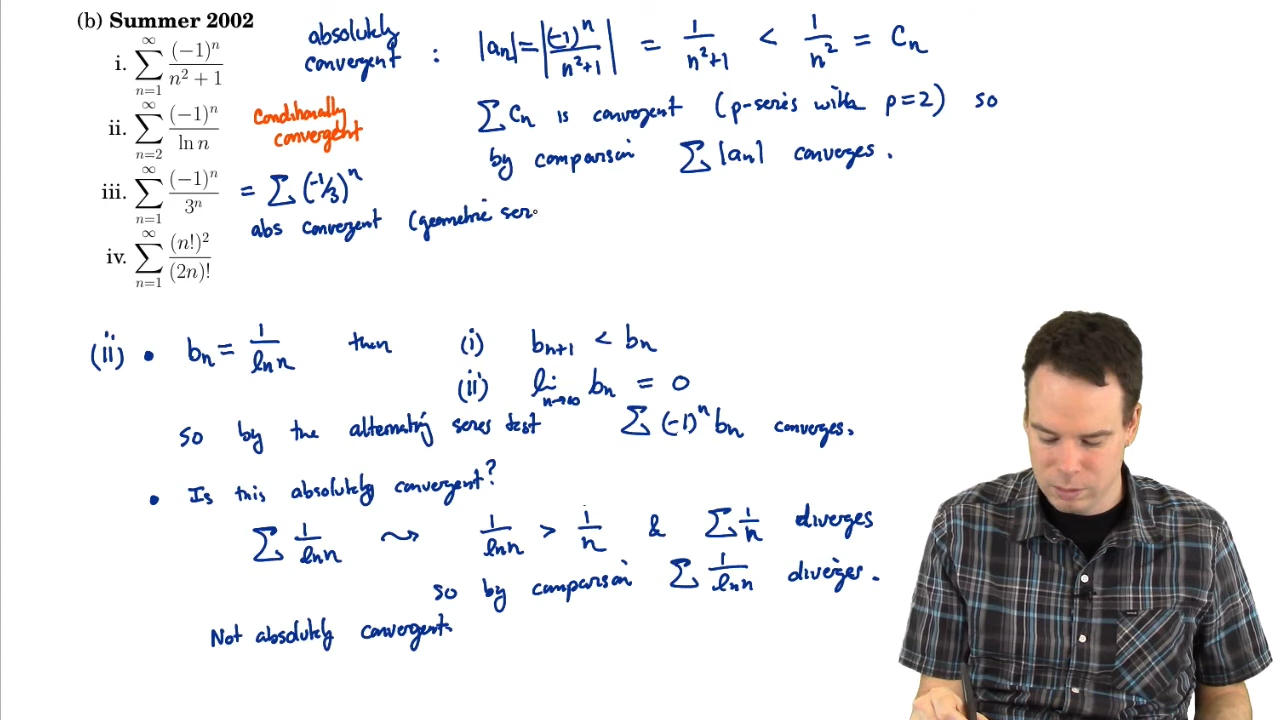 (b) Summer 2002
i. ∑_{n=1}^{∞} (-1)^n / (n^2 + 1) absolutely convergent : |a_n| = |(-1)^n / (n^2+1)| = 1/(n^2+1) < 1/n^2 = C_n
∑ C_n is convergent (p-series with p=2) so
by comparison ∑ |a_n| converges.
ii. ∑_{n=2}^{∞} (-1)^n / ln n conditionally convergent
iii. ∑_{n=1}^{∞} (-1)^n / 3^n = ∑ (-1/3)^n
abs convergent (geometric ser
iv. ∑_{n=1}^{∞} (n!)^2 / (2n)!
(ii) • b_n = 1/ln n then (i) b_{n+1} < b_n
(ii) lim_{n→∞} b_n = 0
so by the alternating series test ∑ (-1)^n b_n converges.
• Is this absolutely convergent?
∑ 1/ln n ⤳ 1/ln n > 1/n & ∑ 1/n diverges
so by comparison ∑ 1/ln n diverges.
Not absolutely convergent.